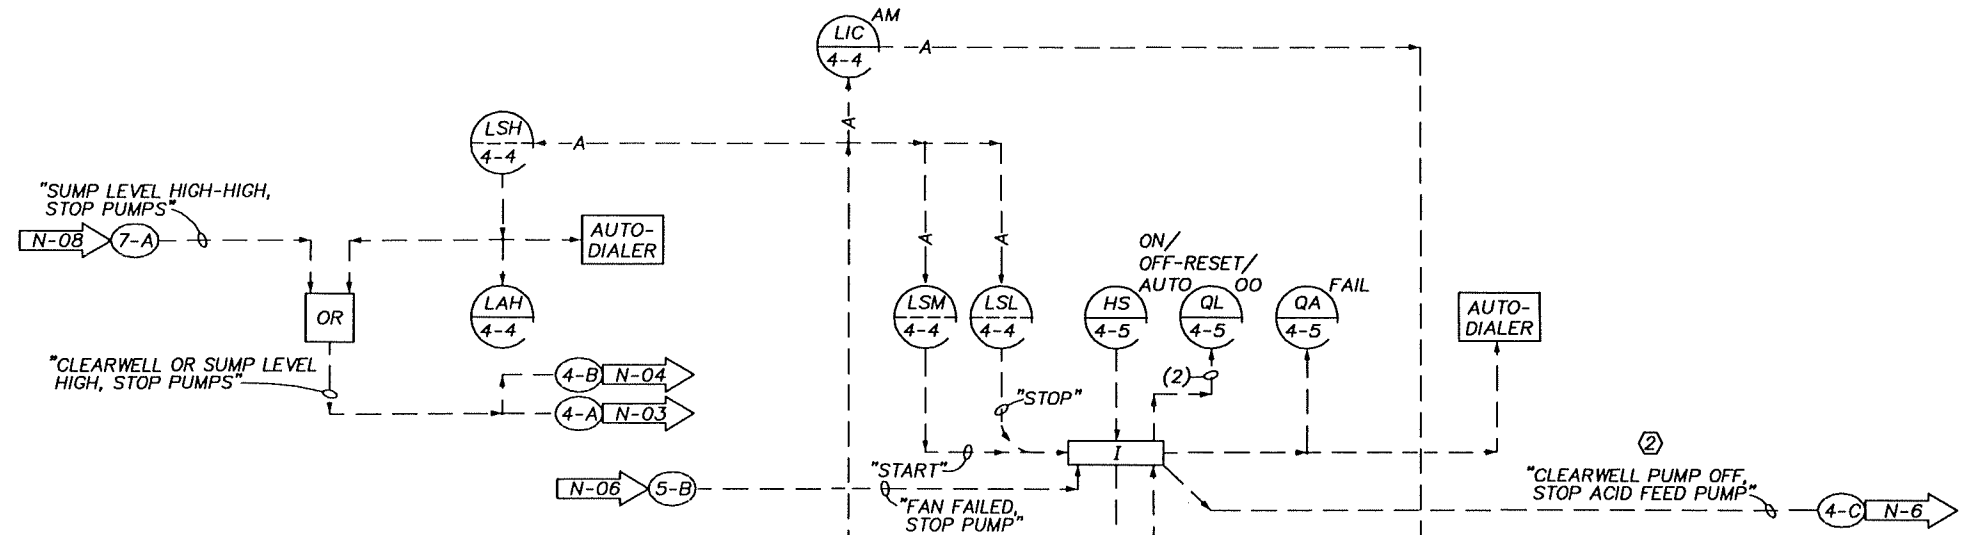 LIC
4-4
AM
A
A
LSH
4-4
A
"SUMP LEVEL HIGH-HIGH,
STOP PUMPS"
N-08
7-A
AUTO-
DIALER
OR
LAH
4-4
A
A
LSM
4-4
LSL
4-4
HS
4-5
ON/
OFF-RESET/
AUTO
OO
QL
4-5
QA
4-5
FAIL
AUTO-
DIALER
"CLEARWELL OR SUMP LEVEL
HIGH, STOP PUMPS"
4-B
N-04
4-A
N-03
(2)
"STOP"
"START"
I
N-06
5-B
"FAN FAILED,
STOP PUMP"
2
"CLEARWELL PUMP OFF,
STOP ACID FEED PUMP"
4-C
N-6